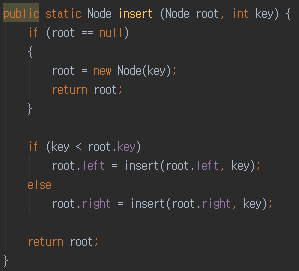 public static Node insert (Node root, int key) {
    if (root == null)
    {
        root = new Node(key);
        return root;
    }

    if (key < root.key)
        root.left = insert(root.left, key);
    else
        root.right = insert(root.right, key);

    return root;
}